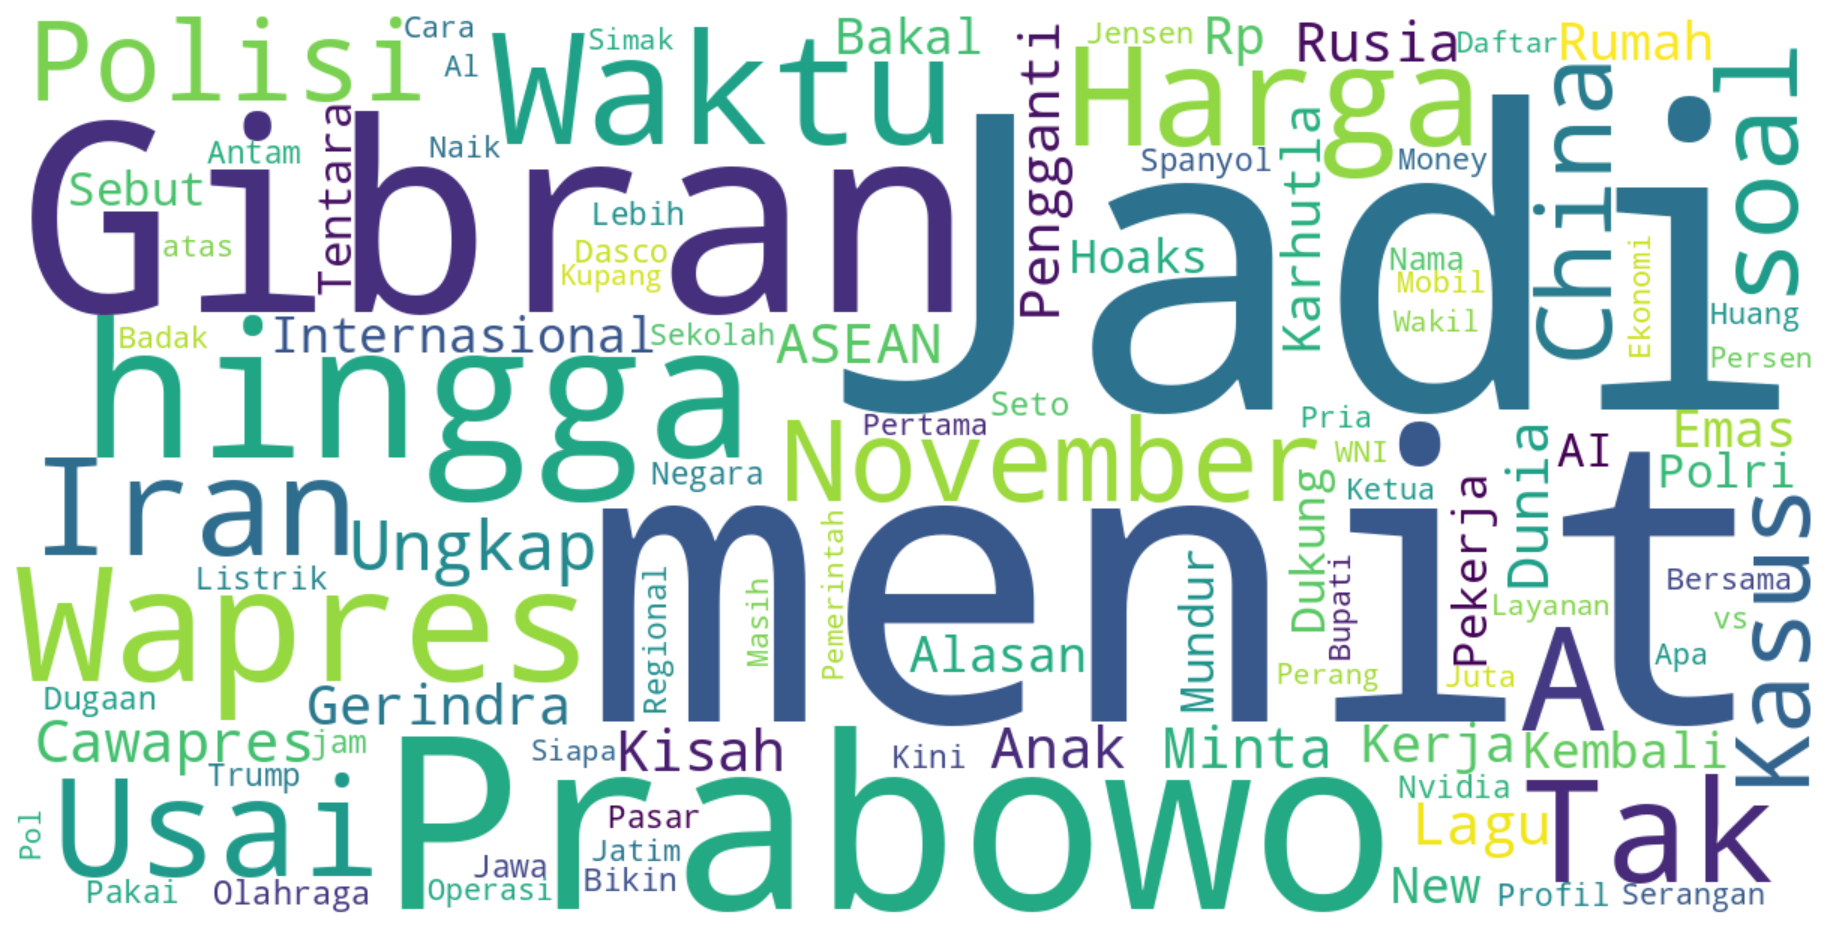 Polisi
Cara
Al
Waktu
Simak
Bakal
Pengganti
Jensen
Rp
Harga
Rusia
Daftar
Rumah
soal
Gibran
Antam
Tentara
Naik
Sebut
atas
Lebih
Dasco
Kupang
Jadi
Spanyol
Money
Hoaks
Karhutla
Nama
Mobil
Wakil
China
Ekonomi
Huang
Persen
hingga
Badak
Internasional
Sekolah
ASEAN
Seto
Pertama
November
Negara
Pria
WNI
Ketua
Dukung
Dunia
AI
Emas
Polri
Iran
Ungkap
Listrik
Wapres
menit
Regional
Masih
Pemerintah
Alasan
Mundur
Bupati
Perang
Pekerja
Juta
Layanan
Bersama
vs
Apa
A
Kasus
Dugaan
Gerindra
Cawapres
jam
Trump
Siapa
Kisah
Kini
Anak
Minta
Kerja
Kembali
Pol
Usai
Prabowo
Pasar
Jatim
Jawa
Bikin
Operasi
Pakai
Olahraga
Nvidia
Lagu
Tak
New
Profil
Serangan